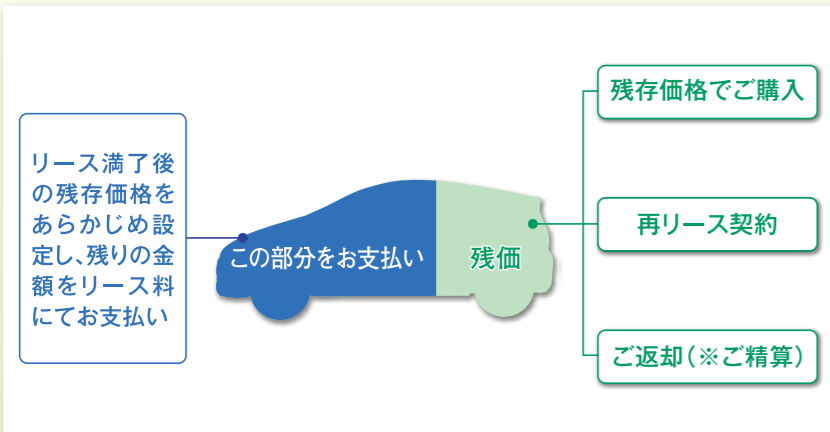 リース満了後
の残存価格を
あらかじめ設
定し、残りの金
額をリース料
にてお支払い
この部分をお支払い
残価
残存価格でご購入
再リース契約
ご返却(※ご精算)